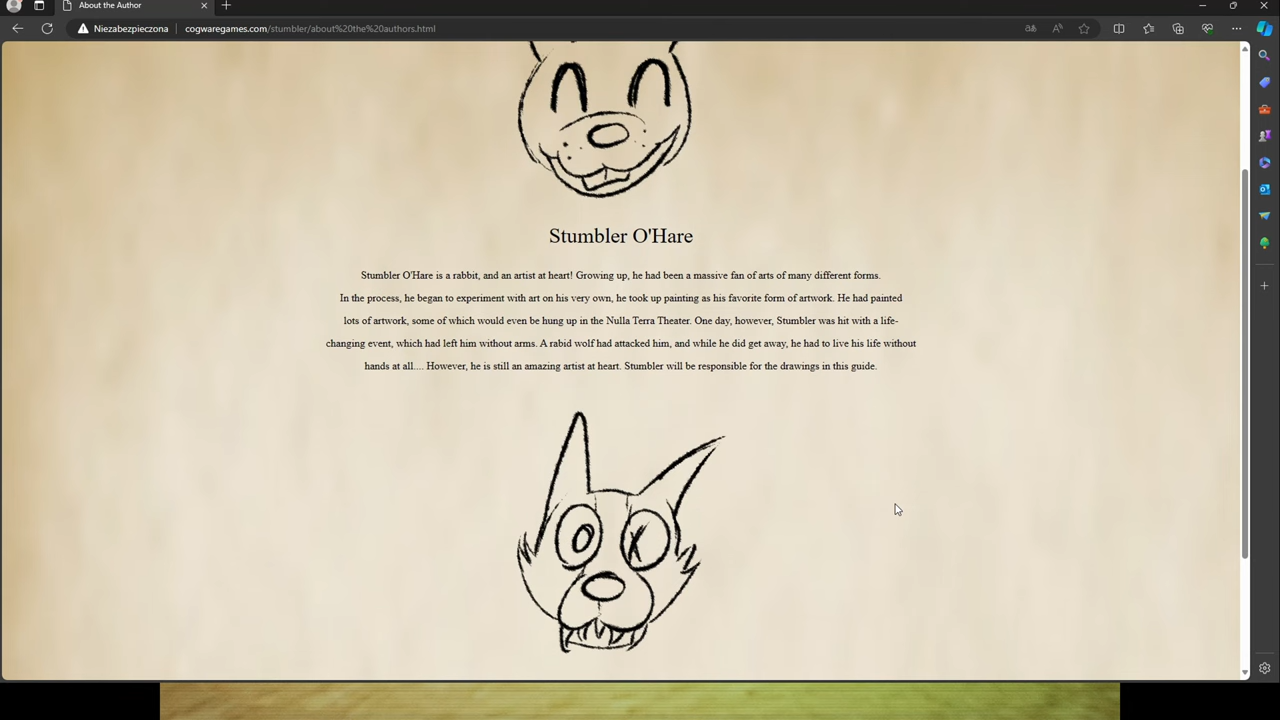 About the Author
Niezabezpieczona cogwaregames.com/stumbler/about%20the%20authors.html
Stumbler O'Hare
Stumbler O'Hare is a rabbit, and an artist at heart! Growing up, he had been a massive fan of arts of many different forms.
In the process, he began to experiment with art on his very own, he took up painting as his favorite form of artwork. He had painted
lots of artwork, some of which would even be hung up in the Nulla Terra Theater. One day, however, Stumbler was hit with a life-
changing event, which had left him without arms. A rabid wolf had attacked him, and while he did get away, he had to live his life without
hands at all.... However, he is still an amazing artist at heart. Stumbler will be responsible for the drawings in this guide.